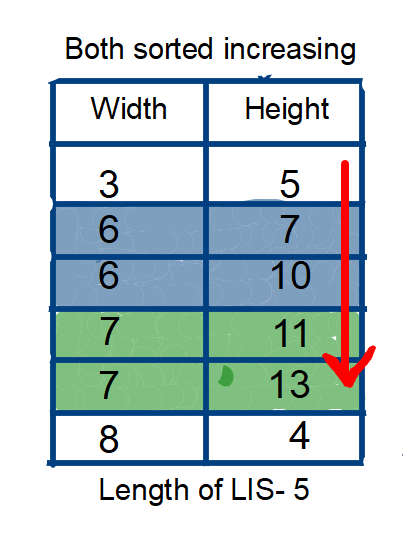 Both sorted increasing
Width Height
3 5
6 7
6 10
7 11
7 13
8 4
Length of LIS- 5